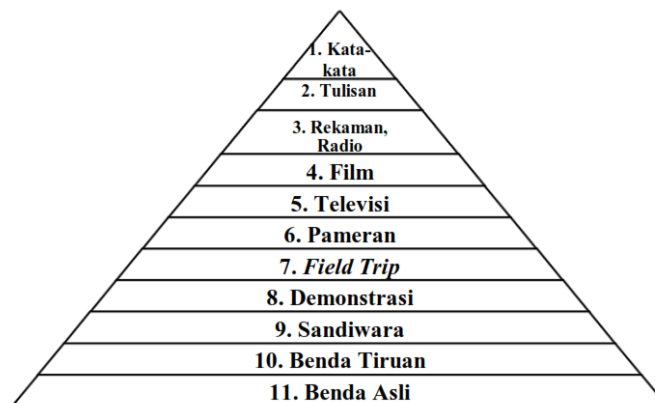 1. Kata-
kata
2. Tulisan
3. Rekaman,
Radio
4. Film
5. Televisi
6. Pameran
7. Field Trip
8. Demonstrasi
9. Sandiwara
10. Benda Tiruan
11. Benda Asli